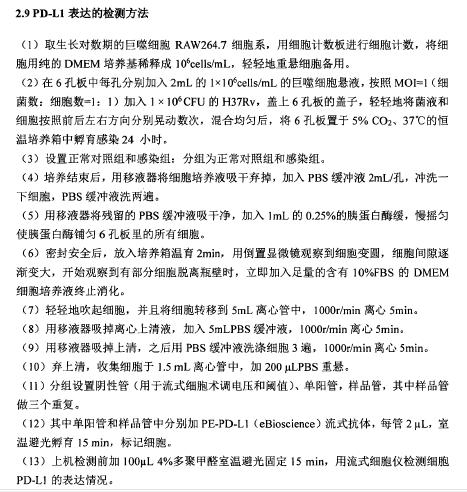 2.9 PD-L1 表达的检测方法
（1）取生长对数期的巨噬细胞 RAW264.7 细胞系，用细胞计数板进行细胞计数，将细
胞用纯的 DMEM 培养基稀释成 10⁶cells/mL，轻轻地重悬细胞备用。
（2）在 6 孔板中每孔分别加入 2mL 的 1×10⁶cells/mL 的巨噬细胞悬液，按照 MOI=1（细
菌数：细胞数=1：1）加入 1×10⁶ CFU 的 H37Rv，盖上 6 孔板的盖子，轻轻地将菌液和
细胞按照前后左右方向分别晃动数次，混合均匀后，将 6 孔板置于 5% CO₂、37℃的恒
温培养箱中孵育感染 24 小时。
（3）设置正常对照组和感染组：分组为正常对照组和感染组。
（4）培养结束后，用移液器将细胞培养液吸干弃掉，加入 PBS 缓冲液 2mL/孔，冲洗一
下细胞，PBS 缓冲液洗两遍。
（5）用移液器将残留的 PBS 缓冲液吸干净，加入 1mL 的 0.25%的胰蛋白酶缓，慢摇匀
使胰蛋白酶铺匀 6 孔板里的所有细胞。
（6）密封安全后，放入培养箱温育 2min，用倒置显微镜观察到细胞变圆，细胞间隙逐
渐变大，开始观察到有部分细胞脱离瓶壁时，立即加入足量的含有 10%FBS 的 DMEM
细胞培养液终止消化。
（7）轻轻地吹起细胞，并且将细胞转移到 5mL 离心管中，1000r/min 离心 5min。
（8）用移液器吸掉离心上清液，加入 5mLPBS 缓冲液，1000r/min 离心 5min。
（9）用移液器吸掉上清，之后用 PBS 缓冲液洗涤细胞 3 遍，1000r/min 离心 5min。
（10）弃上清，收集细胞于 1.5 mL 离心管中，加 200 μLPBS 重悬。
（11）分组设置阴性管（用于流式细胞术调电压和阈值）、单阳管，样品管，其中样品管
做三个重复。
（12）其中单阳管和样品管中分别加 PE-PD-L1（eBioscience）流式抗体，每管 2 μL，室
温避光孵育 15 min，标记细胞。
（13）上机检测前加 100μL 4%多聚甲醛室温避光固定 15 min，用流式细胞仪检测细胞
PD-L1 的表达情况。